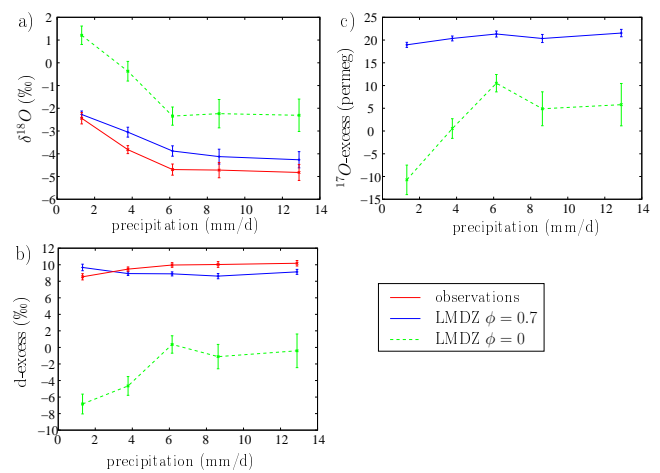 a)
2
1
0
−1
−2
−3
−4
−5
−6
δ¹⁸O (‰)
0 2 4 6 8 10 12 14
precipitation (mm/d)
c)
25
20
15
10
5
0
−5
−10
−15
¹⁷O-excess (permeg)
0 2 4 6 8 10 12 14
precipitation (mm/d)
b)
12
10
8
6
4
2
0
−2
−4
−6
−8
−10
d-excess (‰)
0 2 4 6 8 10 12 14
precipitation (mm/d)
observations
LMDZ ϕ = 0.7
LMDZ ϕ = 0